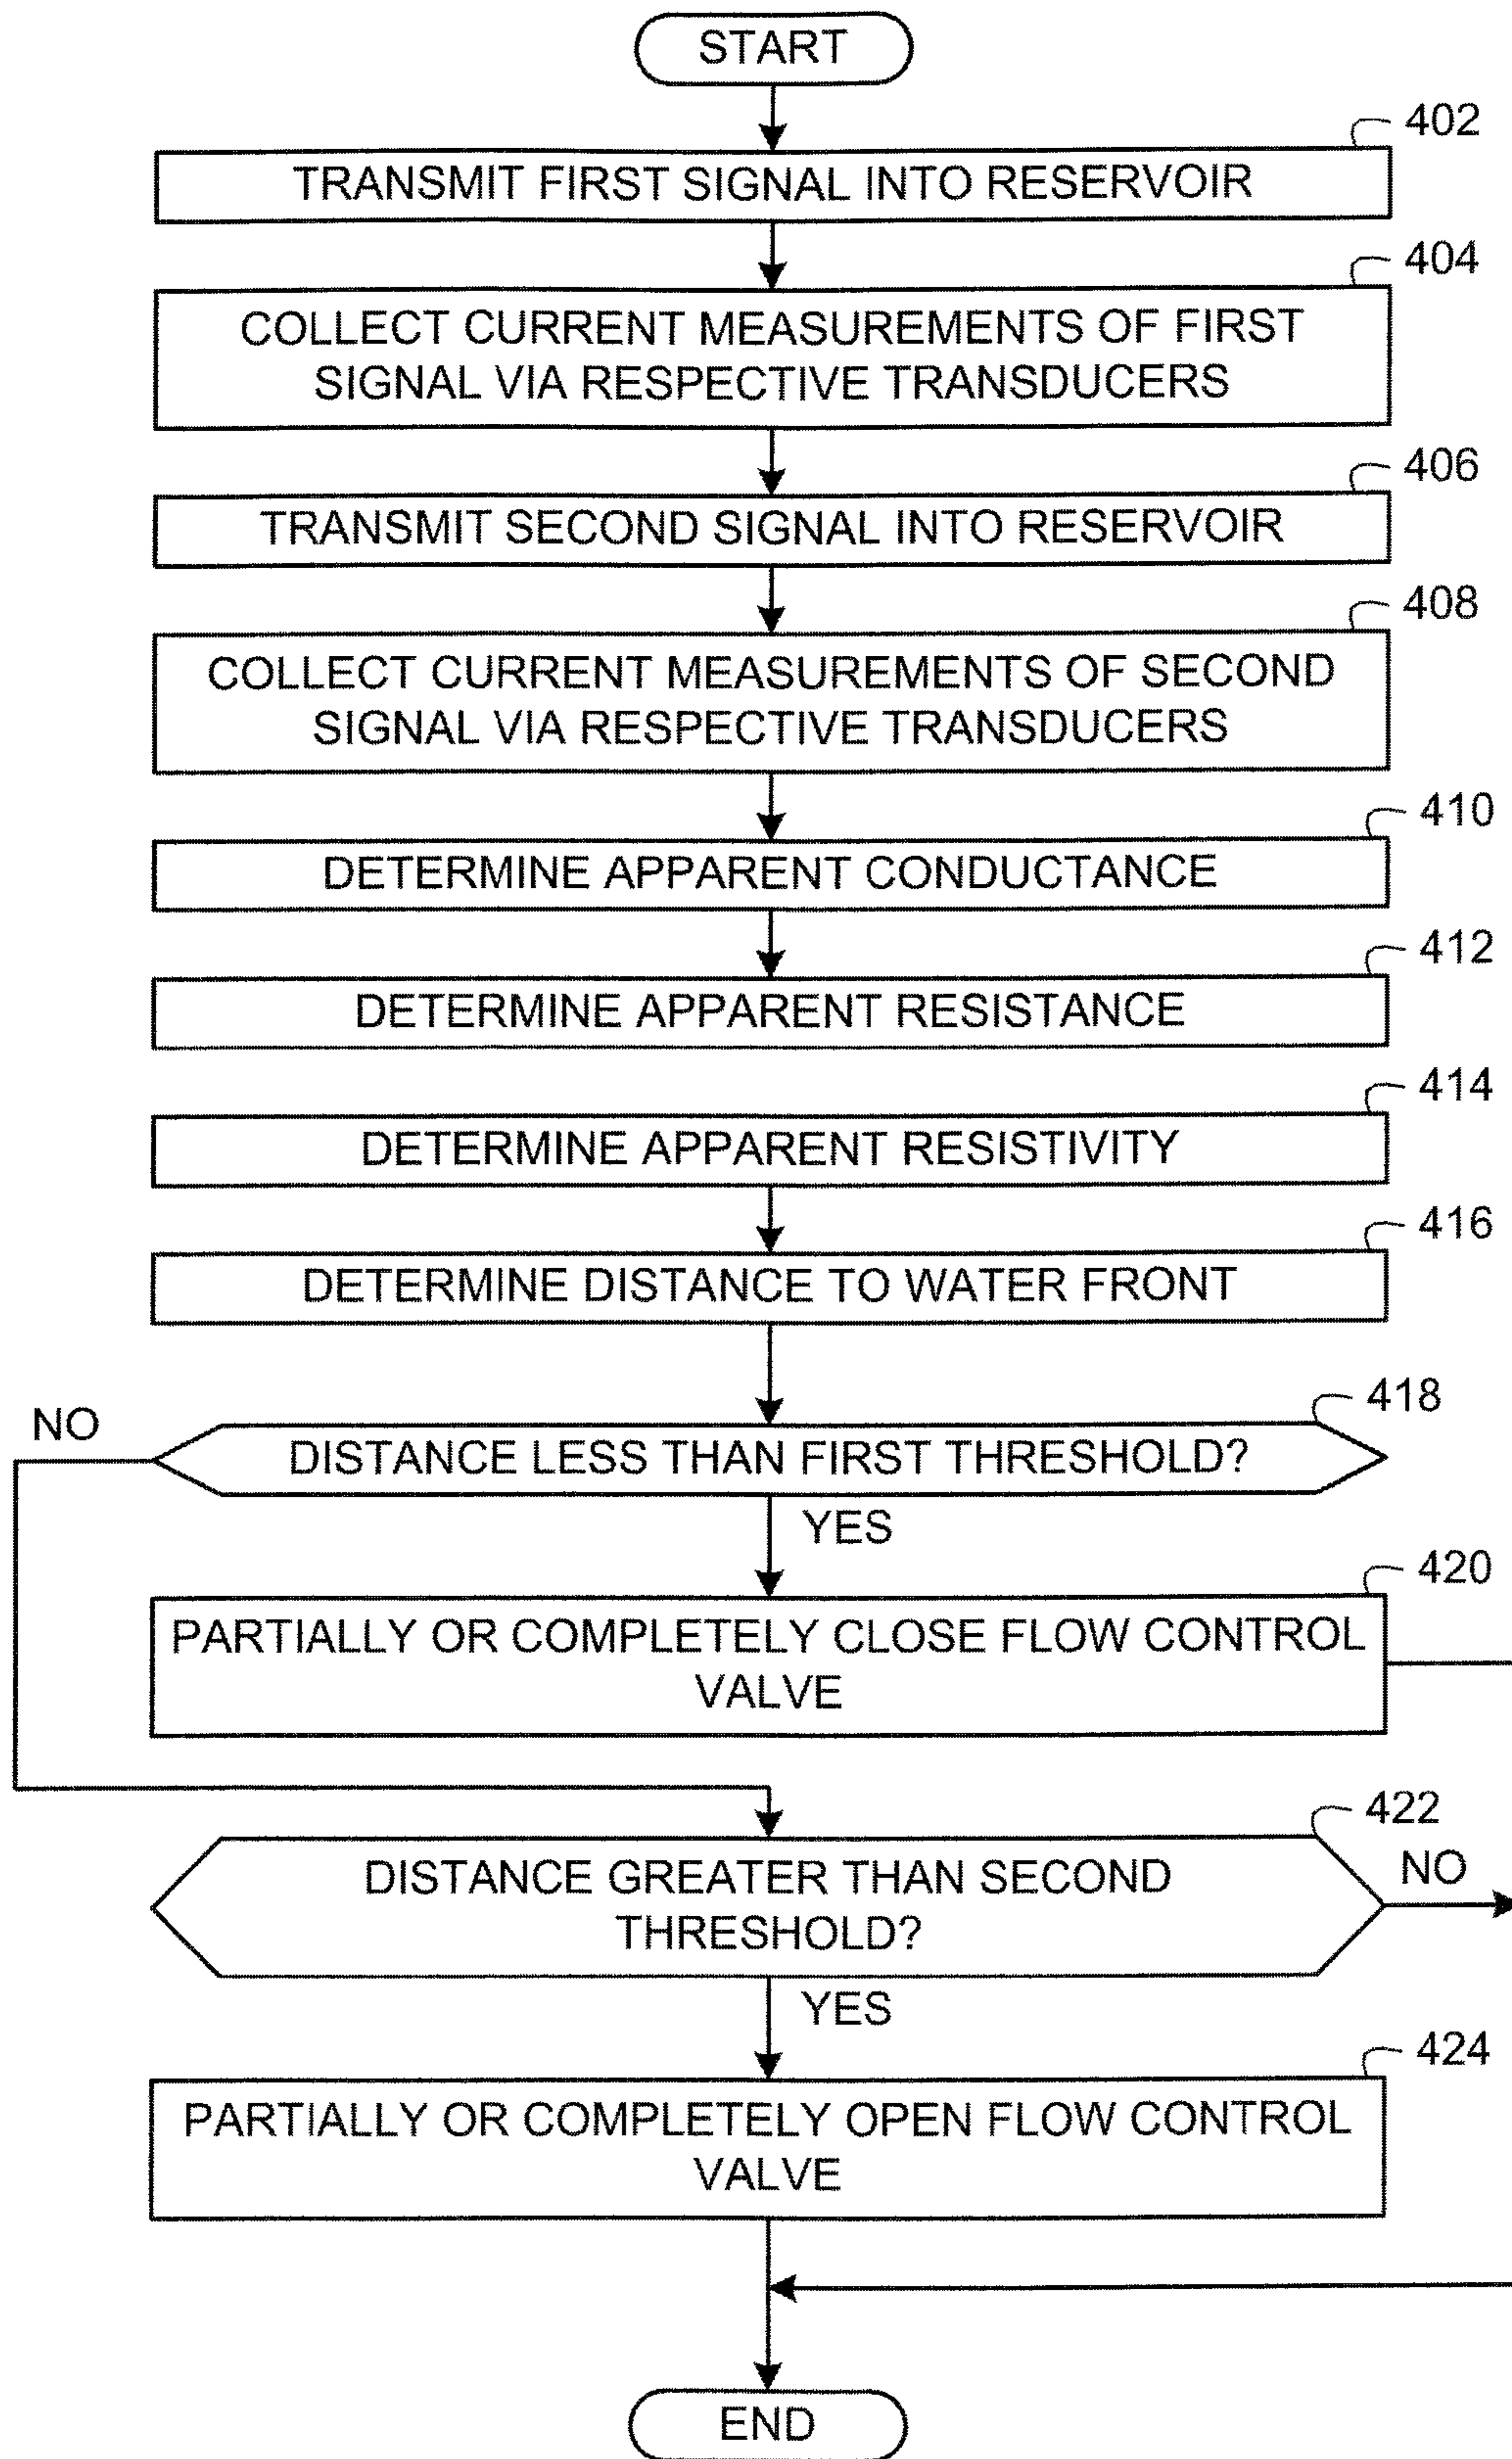 START
402
TRANSMIT FIRST SIGNAL INTO RESERVOIR
404
COLLECT CURRENT MEASUREMENTS OF FIRST
SIGNAL VIA RESPECTIVE TRANSDUCERS
406
TRANSMIT SECOND SIGNAL INTO RESERVOIR
408
COLLECT CURRENT MEASUREMENTS OF SECOND
SIGNAL VIA RESPECTIVE TRANSDUCERS
410
DETERMINE APPARENT CONDUCTANCE
412
DETERMINE APPARENT RESISTANCE
414
DETERMINE APPARENT RESISTIVITY
416
DETERMINE DISTANCE TO WATER FRONT
418
NO
DISTANCE LESS THAN FIRST THRESHOLD?
YES
420
PARTIALLY OR COMPLETELY CLOSE FLOW CONTROL
VALVE
422
DISTANCE GREATER THAN SECOND
THRESHOLD?
NO
YES
424
PARTIALLY OR COMPLETELY OPEN FLOW CONTROL
VALVE
END